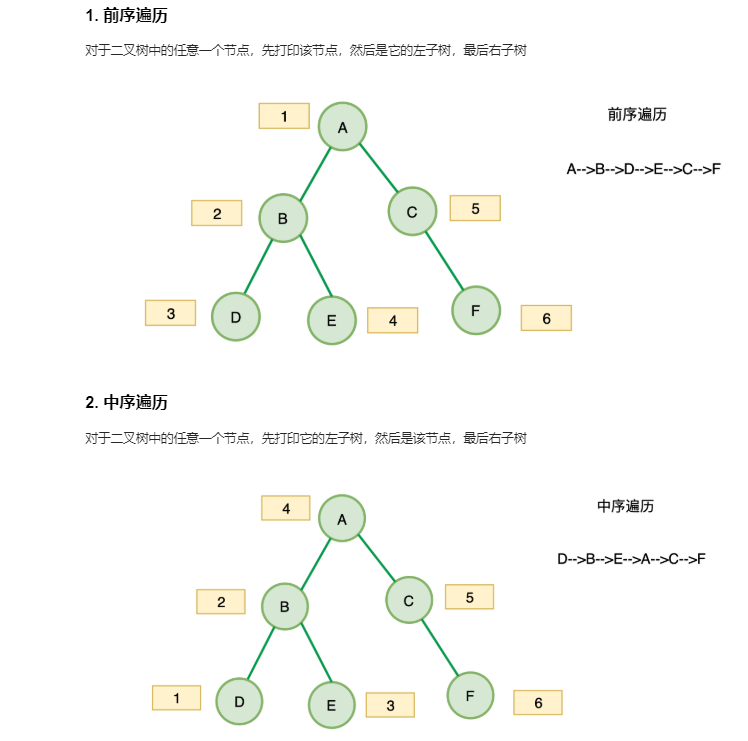 1. 前序遍历
对于二叉树中的任意一个节点，先打印该节点，然后是它的左子树，最后右子树
1
A
前序遍历
A-->B-->D-->E-->C-->F
2
B
C
5
3
D
E
4
F
6
2. 中序遍历
对于二叉树中的任意一个节点，先打印它的左子树，然后是该节点，最后右子树
4
A
中序遍历
D-->B-->E-->A-->C-->F
2
B
C
5
1
D
E
3
F
6